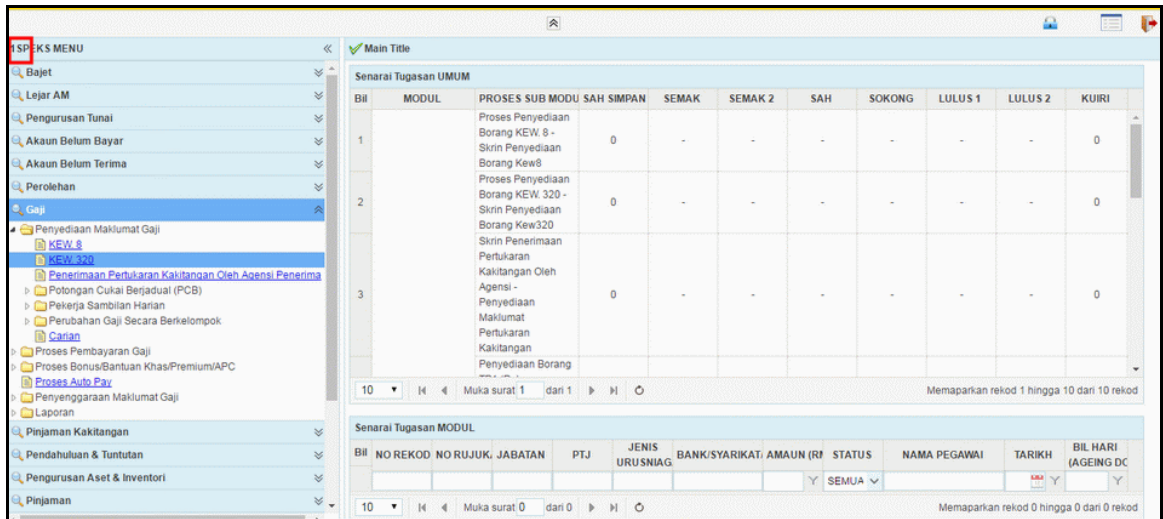 1SPEKS MENU
Bajet
Lejar AM
Pengurusan Tunai
Akaun Belum Bayar
Akaun Belum Terima
Perolehan
Gaji
Penyediaan Maklumat Gaji
KEW. 8
KEW. 320
Penerimaan Pertukaran Kakitangan Oleh Agensi Penerima
Potongan Cukai Berjadual (PCB)
Pekerja Sambilan Harian
Perubahan Gaji Secara Berkelompok
Carian
Proses Pembayaran Gaji
Proses Bonus/Bantuan Khas/Premium/APC
Proses Auto Pay
Penyenggaraan Maklumat Gaji
Laporan
Pinjaman Kakitangan
Pendahuluan & Tuntutan
Pengurusan Aset & Inventori
Pinjaman
Main Title
Senarai Tugasan UMUM
Bil MODUL PROSES SUB MODU SAH SIMPAN SEMAK SEMAK 2 SAH SOKONG LULUS 1 LULUS 2 KUIRI
Proses Penyediaan
Borang KEW. 8 -
1 0 - - - - - - 0
Skrin Penyediaan
Borang Kew8
Proses Penyediaan
Borang KEW. 320 -
2 0 - - - - - - 0
Skrin Penyediaan
Borang Kew320
Skrin Penerimaan
Pertukaran
Kakitangan Oleh
Agensi -
3 0 - - - - - - 0
Penyediaan
Maklumat
Pertukaran
Kakitangan
Penyediaan Borang
10 Muka surat 1 dari 1 Memaparkan rekod 1 hingga 10 dari 10 rekod
Senarai Tugasan MODUL
Bil NO REKOD NO RUJUK JABATAN PTJ JENIS URUSNIAG BANK/SYARIKAT AMAUN (RM STATUS NAMA PEGAWAI TARIKH BIL HARI (AGEING DO
SEMUA
10 Muka surat 0 dari 0 Memaparkan rekod 0 hingga 0 dari 0 rekod